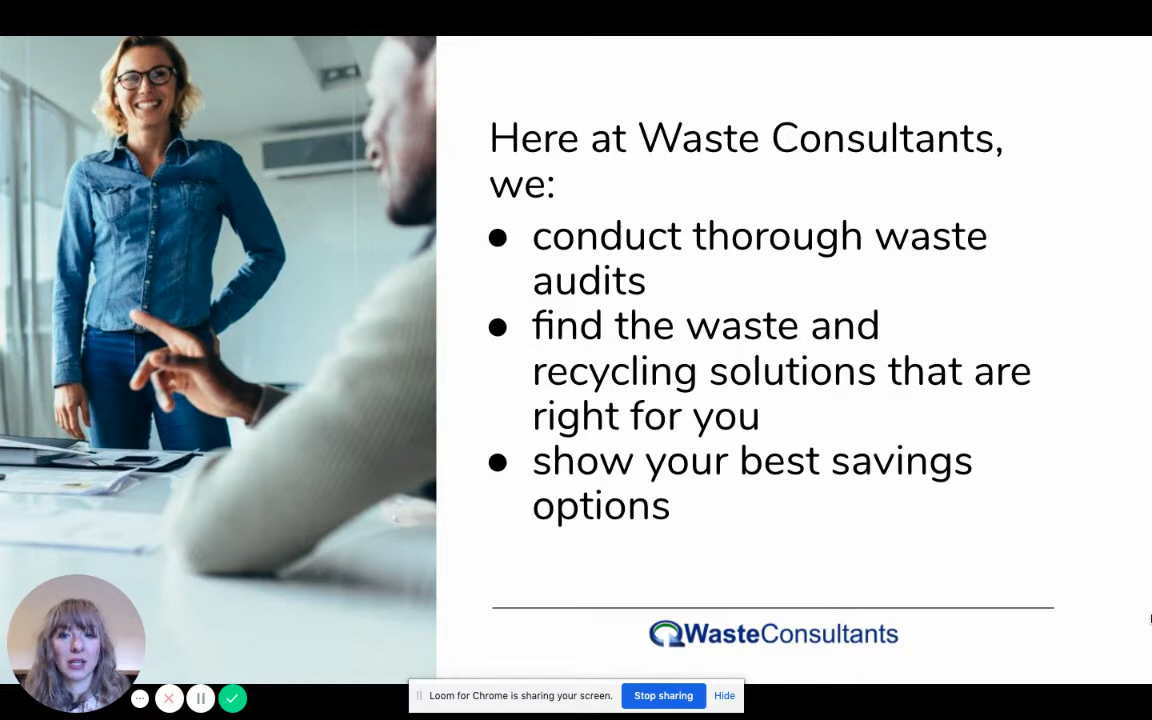 Here at Waste Consultants,
we:
● conduct thorough waste
audits
● find the waste and
recycling solutions that are
right for you
● show your best savings
options
WasteConsultants
Loom for Chrome is sharing your screen. Stop sharing Hide